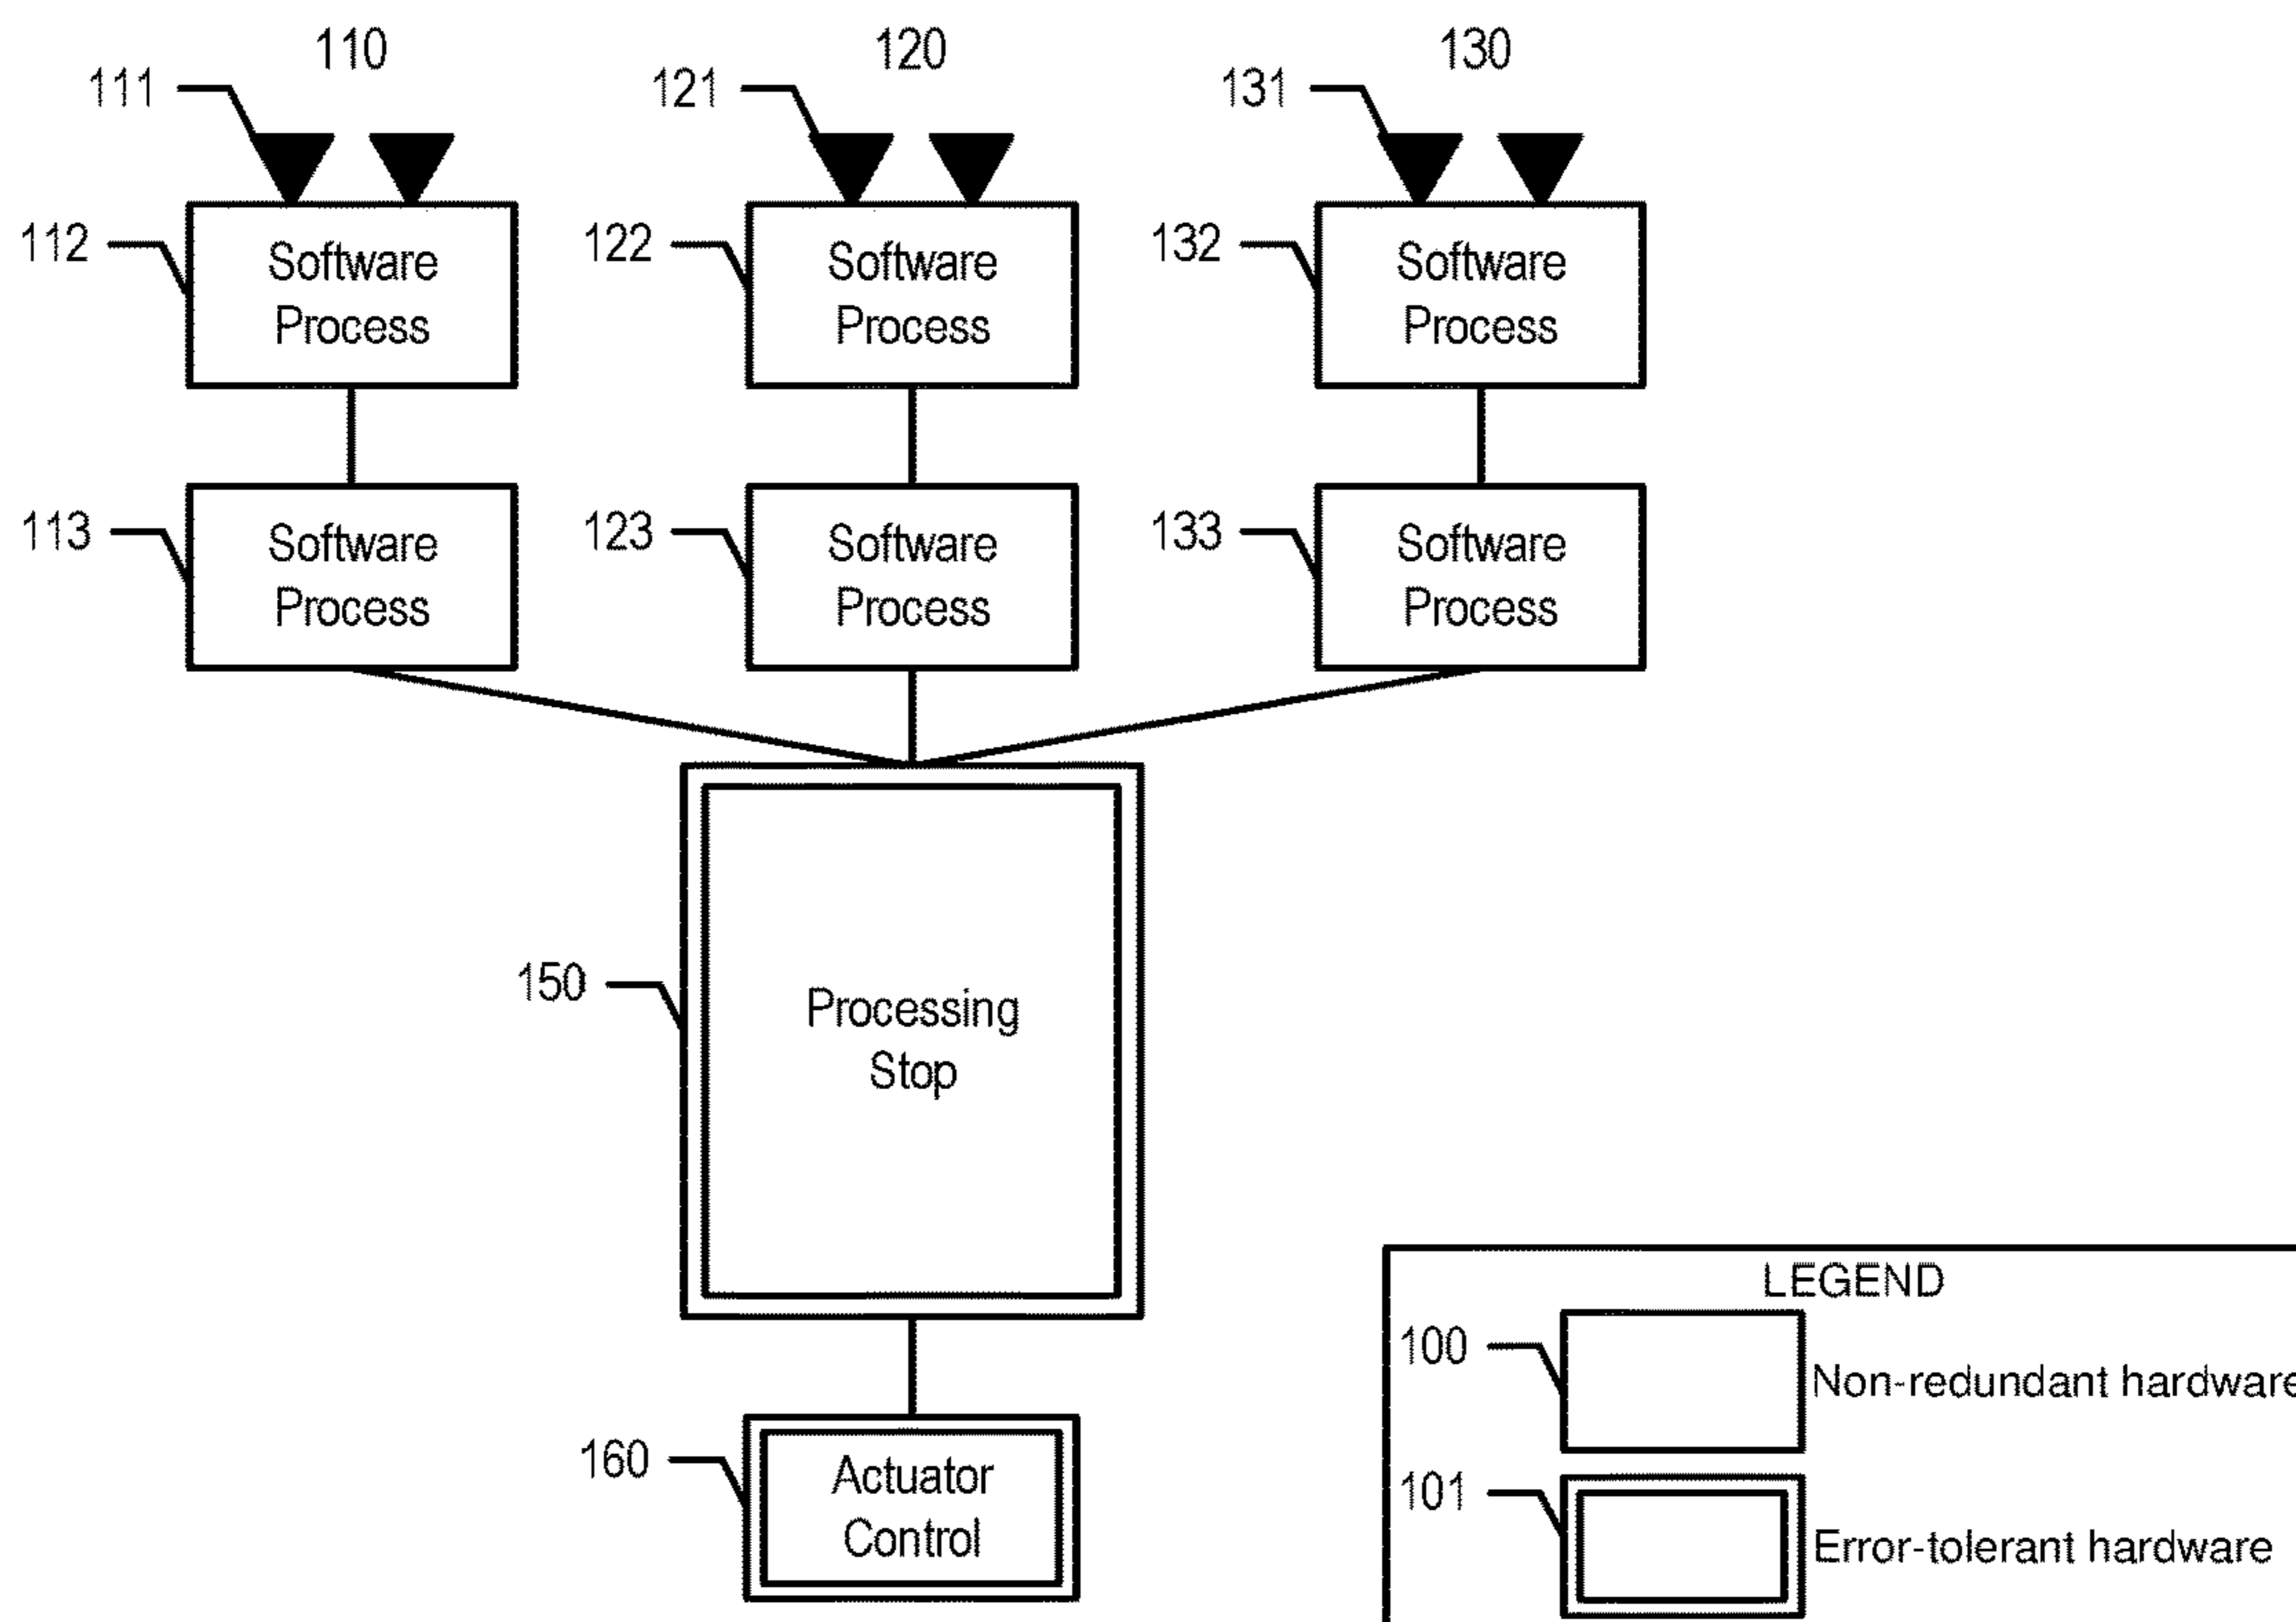 110
120
130
111
121
131
112
Software
Process
122
Software
Process
132
Software
Process
113
Software
Process
123
Software
Process
133
Software
Process
150
Processing
Stop
160
Actuator
Control
LEGEND
100
Non-redundant hardware
101
Error-tolerant hardware